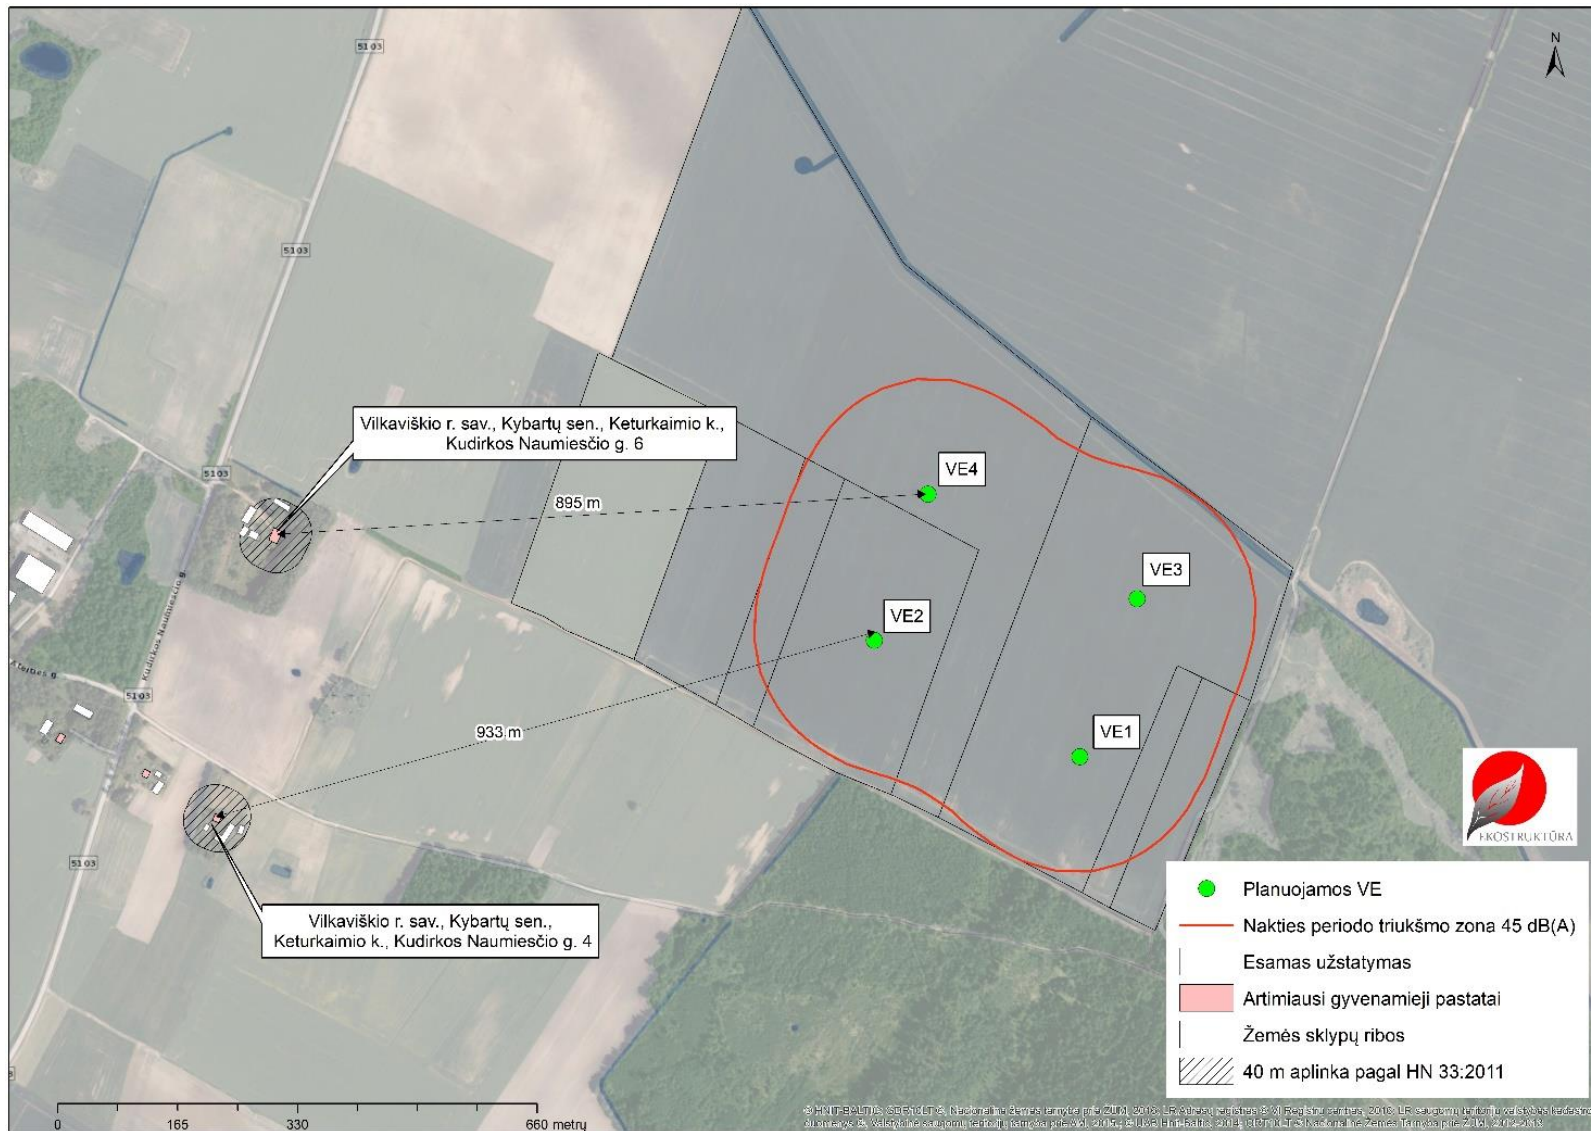 N
5103
5103
Vilkaviškio r. sav., Kybartų sen., Keturkaimio k.,
Kudirkos Naumiesčio g. 6
5103
895 m
VE4
VE3
VE2
Kudirkos Naumiesčio g.
Ateities g.
5103
933 m
VE1
5103
EKOSTRUKTŪRA
Vilkaviškio r. sav., Kybartų sen.,
Keturkaimio k., Kudirkos Naumiesčio g. 4
Planuojamos VE
Nakties periodo triukšmo zona 45 dB(A)
Esamas užstatymas
Artimiausi gyvenamieji pastatai
Žemės sklypų ribos
40 m aplinka pagal HN 33:2011
0 165 330 660 metrų